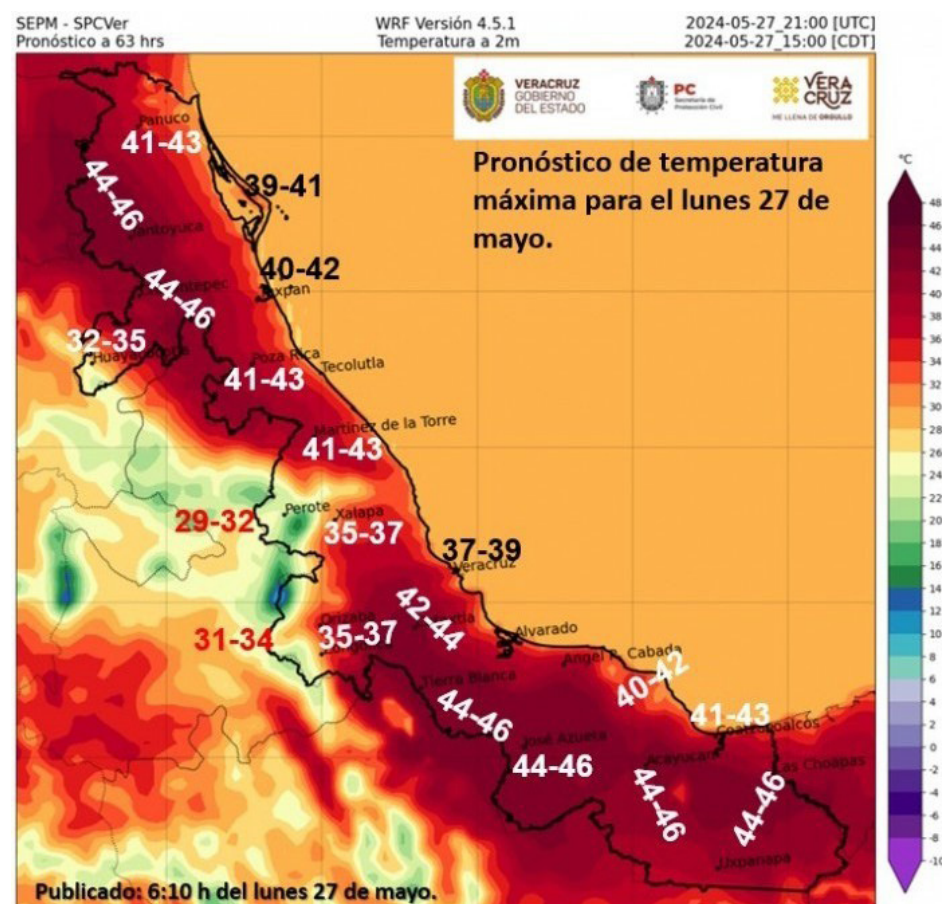 SEPM - SPCVer
Pronóstico a 63 hrs
WRF Versión 4.5.1
Temperatura a 2m
2024-05-27_21:00 [UTC]
2024-05-27_15:00 [CDT]
VERACRUZ
GOBIERNO
DEL ESTADO
PC
Secretaría de
Protección Civil
VERA
CRUZ
ME LLENA DE ORGULLO
Pronóstico de temperatura
máxima para el lunes 27 de
mayo.
Panuco
41-43
44-46
39-41
Tantoyuca
40-42
44-46
32-35
Poza Rica
Tecolutla
41-43
Martinez de la Torre
41-43
Perote
29-32
Xalapa
35-37
37-39
Veracruz
42-44
Orizaba
35-37
31-34
Alvarado
Angel R. Cabada
40-42
Tierra Blanca
44-46
41-43
Coatzacoalcos
José Azueta
44-46
Acayucan
44-46
Las Choapas
44-46
Uxpanapa
°C
48
46
44
42
40
38
36
34
32
30
28
26
24
22
20
18
16
14
12
10
8
6
4
2
0
-2
-4
-6
-8
-10
Publicado: 6:10 h del lunes 27 de mayo.